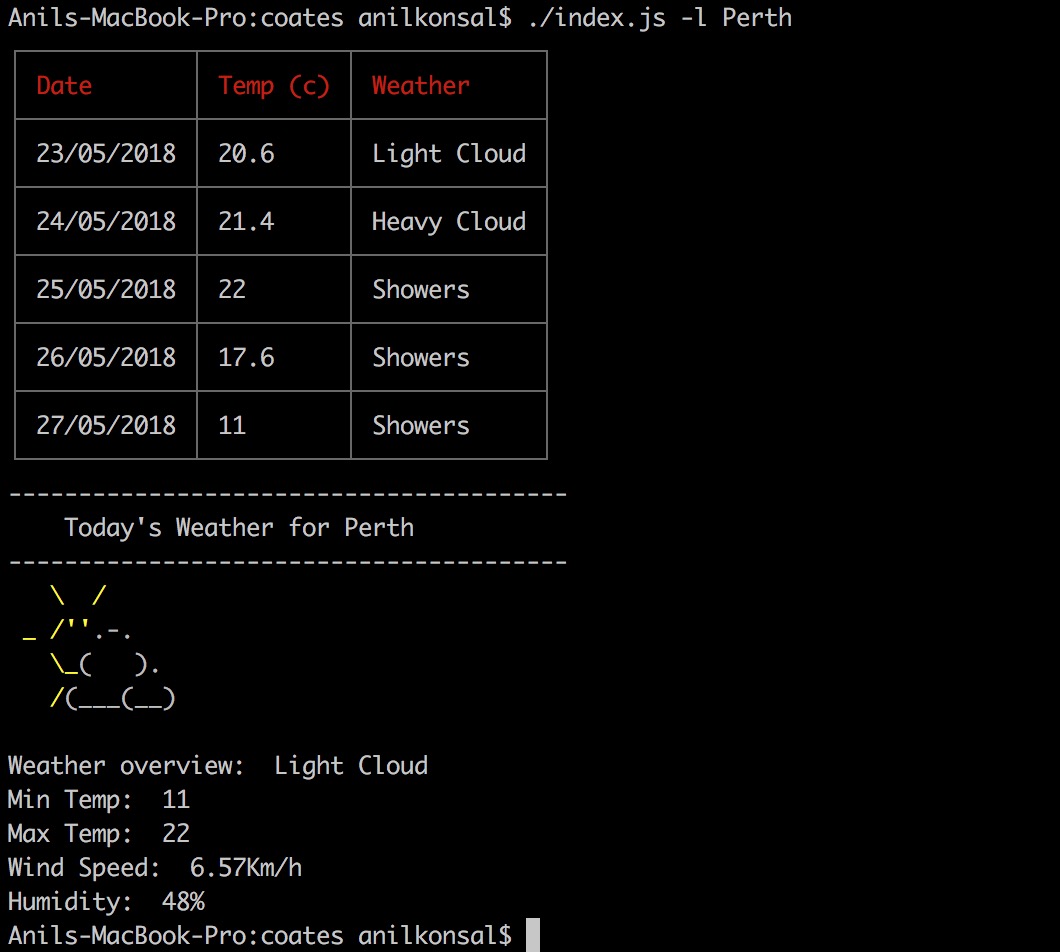 Anils-MacBook-Pro:coates anilkonsal$ ./index.js -l Perth
Date Temp (c) Weather
23/05/2018 20.6 Light Cloud
24/05/2018 21.4 Heavy Cloud
25/05/2018 22 Showers
26/05/2018 17.6 Showers
27/05/2018 11 Showers
----------------------------------------
Today's Weather for Perth
----------------------------------------
   \  /
 _ /''.-.
   \_(   ).
   /(___(__)
Weather overview:  Light Cloud
Min Temp:  11
Max Temp:  22
Wind Speed:  6.57Km/h
Humidity:  48%
Anils-MacBook-Pro:coates anilkonsal$